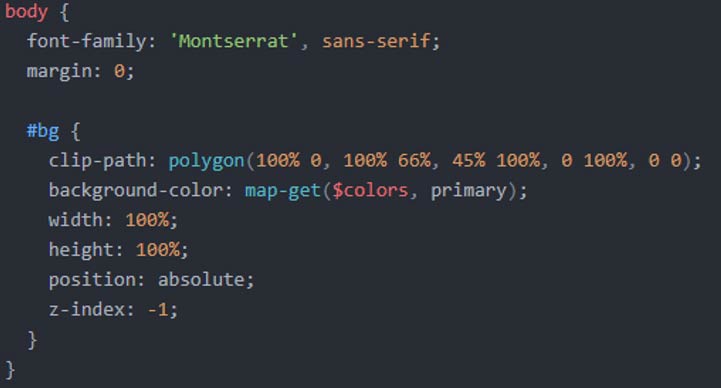 body {
  font-family: 'Montserrat', sans-serif;
  margin: 0;

  #bg {
    clip-path: polygon(100% 0, 100% 66%, 45% 100%, 0 100%, 0 0);
    background-color: map-get($colors, primary);
    width: 100%;
    height: 100%;
    position: absolute;
    z-index: -1;
  }
}